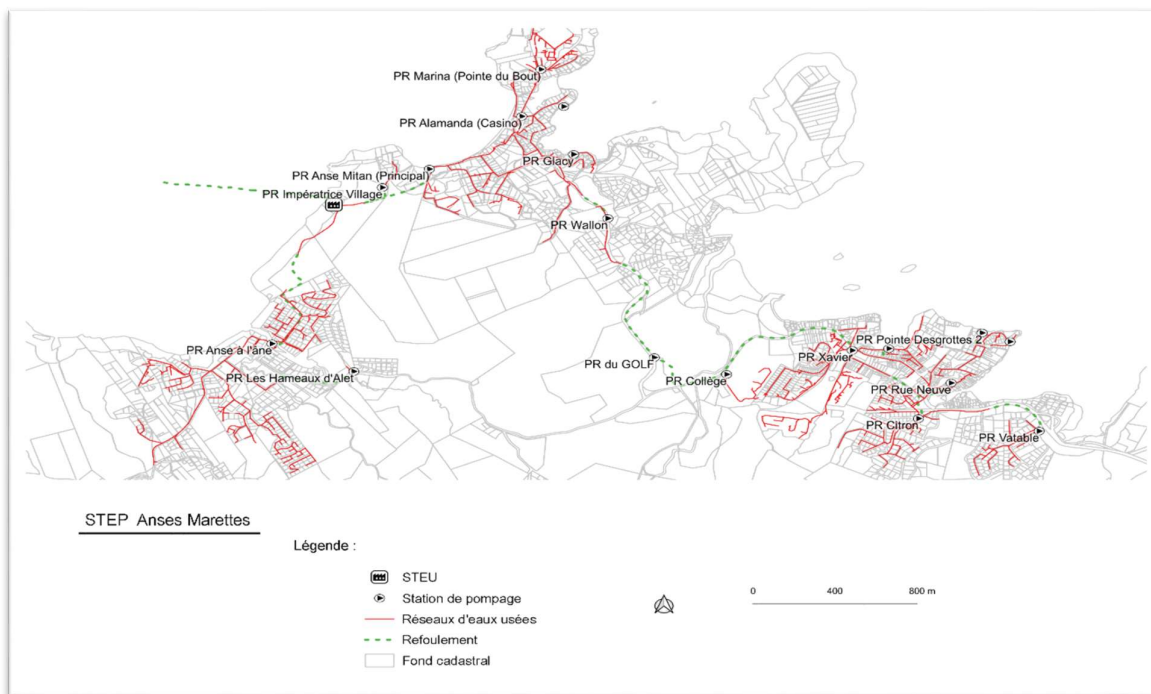 PR Marina (Pointe du Bout)
PR Alamanda (Casino)
PR Glacy
PR Anse Mitan (Principal)
PR Impératrice Village
PR Wallon
PR Anse à l'âne
PR Les Hameaux d'Alet
PR du GOLF
PR Collège
PR Xavier
PR Pointe Desgrottes 2
PR Rue Neuve
PR Citron
PR Vatable
STEP Anses Marettes
Légende :
STEU
Station de pompage
Réseaux d'eaux usées
Refoulement
Fond cadastral
0 400 800 m